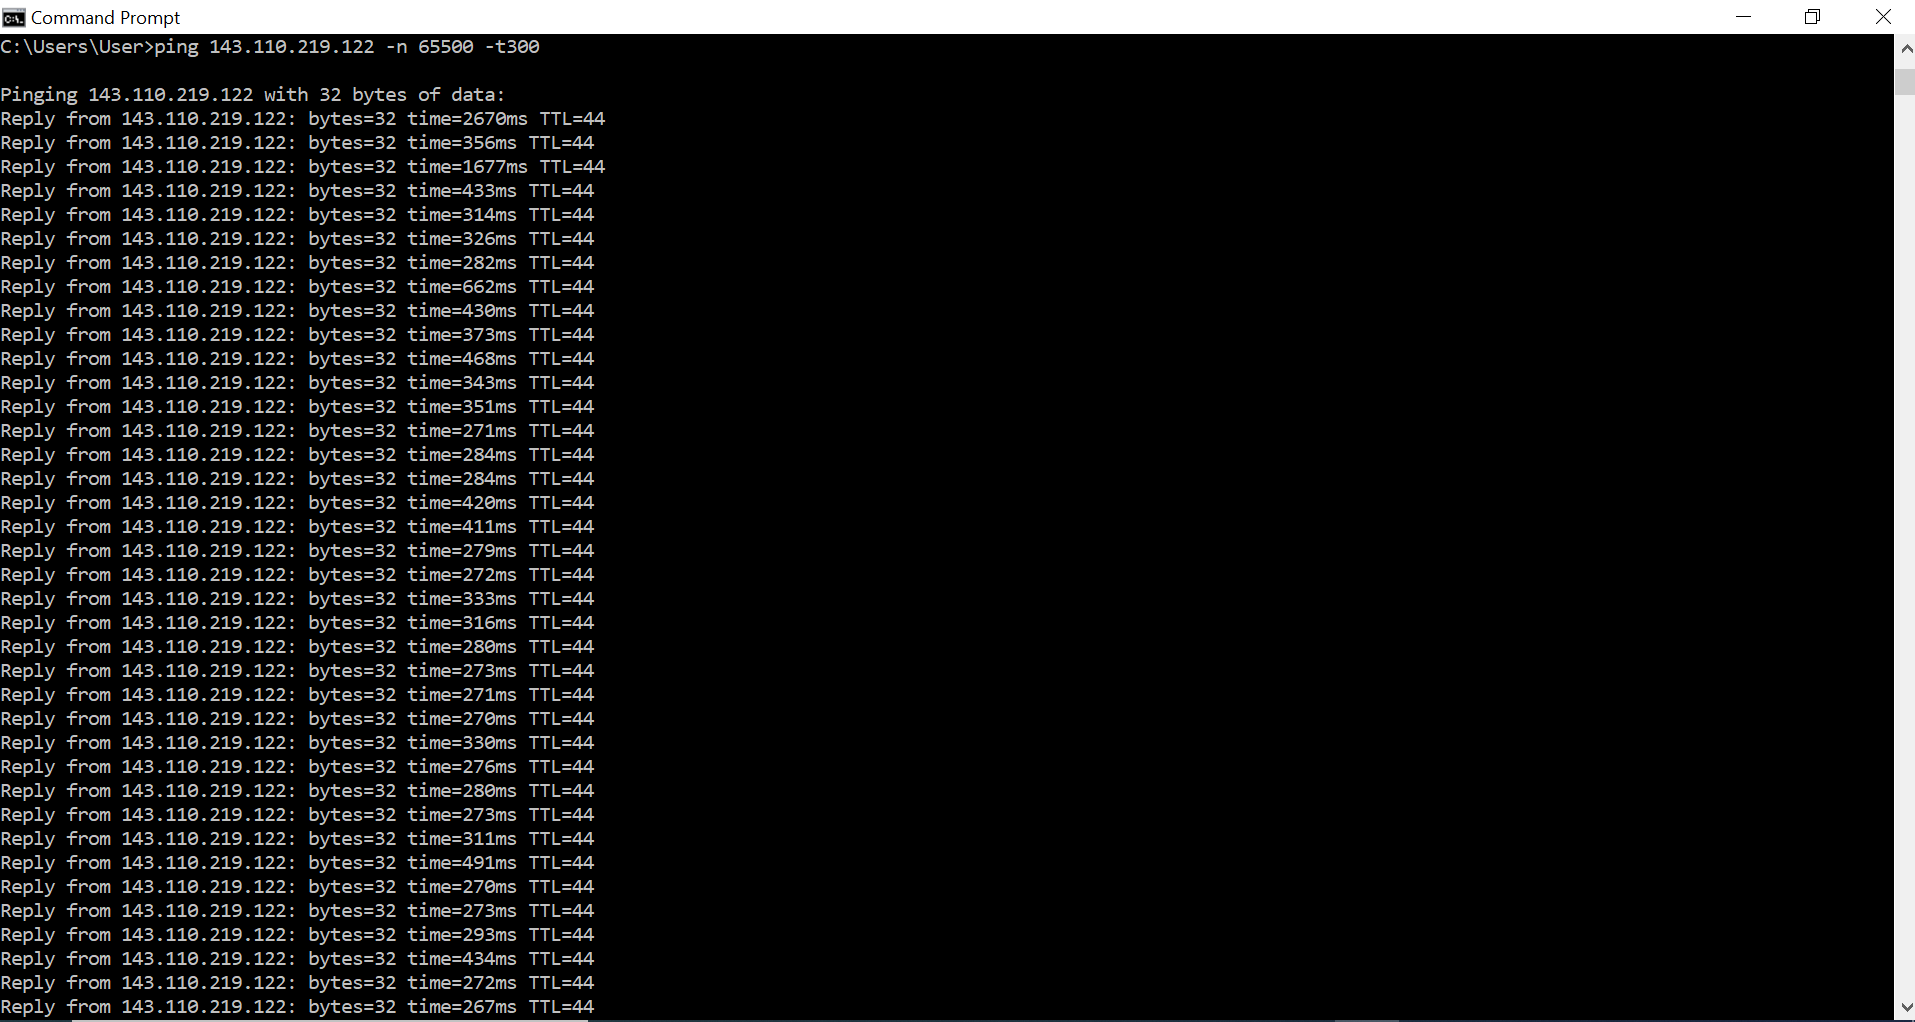 Command Prompt
C:\Users\User>ping 143.110.219.122 -n 65500 -t300
Pinging 143.110.219.122 with 32 bytes of data:
Reply from 143.110.219.122: bytes=32 time=2670ms TTL=44
Reply from 143.110.219.122: bytes=32 time=356ms TTL=44
Reply from 143.110.219.122: bytes=32 time=1677ms TTL=44
Reply from 143.110.219.122: bytes=32 time=433ms TTL=44
Reply from 143.110.219.122: bytes=32 time=314ms TTL=44
Reply from 143.110.219.122: bytes=32 time=326ms TTL=44
Reply from 143.110.219.122: bytes=32 time=282ms TTL=44
Reply from 143.110.219.122: bytes=32 time=662ms TTL=44
Reply from 143.110.219.122: bytes=32 time=430ms TTL=44
Reply from 143.110.219.122: bytes=32 time=373ms TTL=44
Reply from 143.110.219.122: bytes=32 time=468ms TTL=44
Reply from 143.110.219.122: bytes=32 time=343ms TTL=44
Reply from 143.110.219.122: bytes=32 time=351ms TTL=44
Reply from 143.110.219.122: bytes=32 time=271ms TTL=44
Reply from 143.110.219.122: bytes=32 time=284ms TTL=44
Reply from 143.110.219.122: bytes=32 time=284ms TTL=44
Reply from 143.110.219.122: bytes=32 time=420ms TTL=44
Reply from 143.110.219.122: bytes=32 time=411ms TTL=44
Reply from 143.110.219.122: bytes=32 time=279ms TTL=44
Reply from 143.110.219.122: bytes=32 time=272ms TTL=44
Reply from 143.110.219.122: bytes=32 time=333ms TTL=44
Reply from 143.110.219.122: bytes=32 time=316ms TTL=44
Reply from 143.110.219.122: bytes=32 time=280ms TTL=44
Reply from 143.110.219.122: bytes=32 time=273ms TTL=44
Reply from 143.110.219.122: bytes=32 time=271ms TTL=44
Reply from 143.110.219.122: bytes=32 time=270ms TTL=44
Reply from 143.110.219.122: bytes=32 time=330ms TTL=44
Reply from 143.110.219.122: bytes=32 time=276ms TTL=44
Reply from 143.110.219.122: bytes=32 time=280ms TTL=44
Reply from 143.110.219.122: bytes=32 time=273ms TTL=44
Reply from 143.110.219.122: bytes=32 time=311ms TTL=44
Reply from 143.110.219.122: bytes=32 time=491ms TTL=44
Reply from 143.110.219.122: bytes=32 time=270ms TTL=44
Reply from 143.110.219.122: bytes=32 time=273ms TTL=44
Reply from 143.110.219.122: bytes=32 time=293ms TTL=44
Reply from 143.110.219.122: bytes=32 time=434ms TTL=44
Reply from 143.110.219.122: bytes=32 time=272ms TTL=44
Reply from 143.110.219.122: bytes=32 time=267ms TTL=44